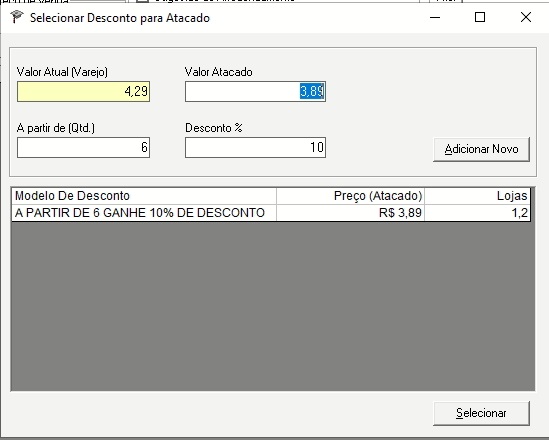 Selecionar Desconto para Atacado
Valor Atual (Varejo)
Valor Atacado
4,29
3,89
A partir de (Qtd.)
Desconto %
6
10
Adicionar Novo
Modelo De Desconto
Preço (Atacado)
Lojas
A PARTIR DE 6 GANHE 10% DE DESCONTO
R$ 3,89
1,2
Selecionar